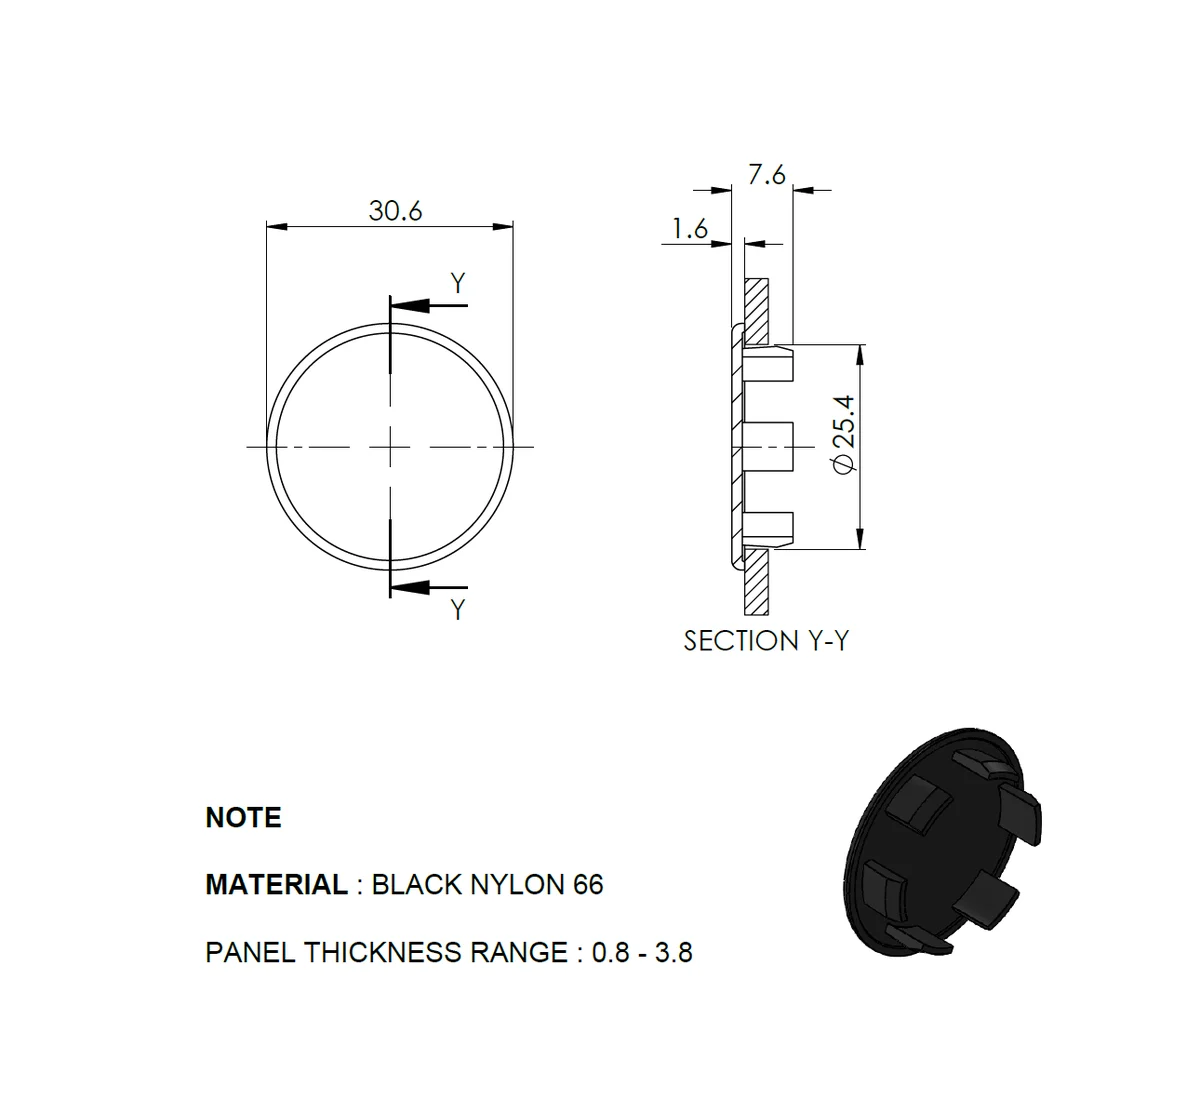 7.6
30.6
1.6
Y
⌀25.4
Y
SECTION Y-Y
NOTE
MATERIAL : BLACK NYLON 66
PANEL THICKNESS RANGE : 0.8 - 3.8